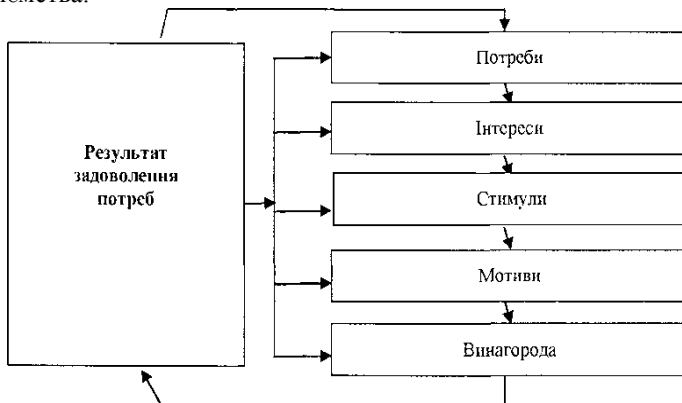 Потреби
Інтереси
Результат
задоволення
потреб
Стимули
Мотиви
Винагорода